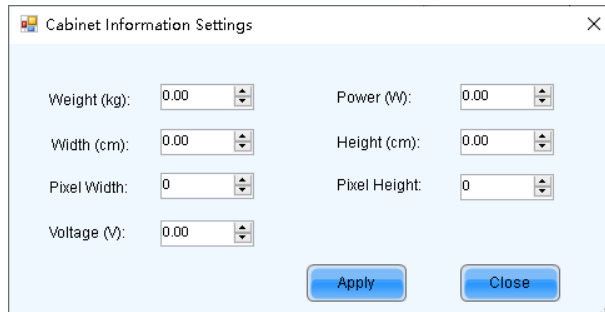 Cabinet Information Settings
Weight (kg): 0.00 Power (W): 0.00
Width (cm): 0.00 Height (cm): 0.00
Pixel Width: 0 Pixel Height: 0
Voltage (V): 0.00
Apply Close